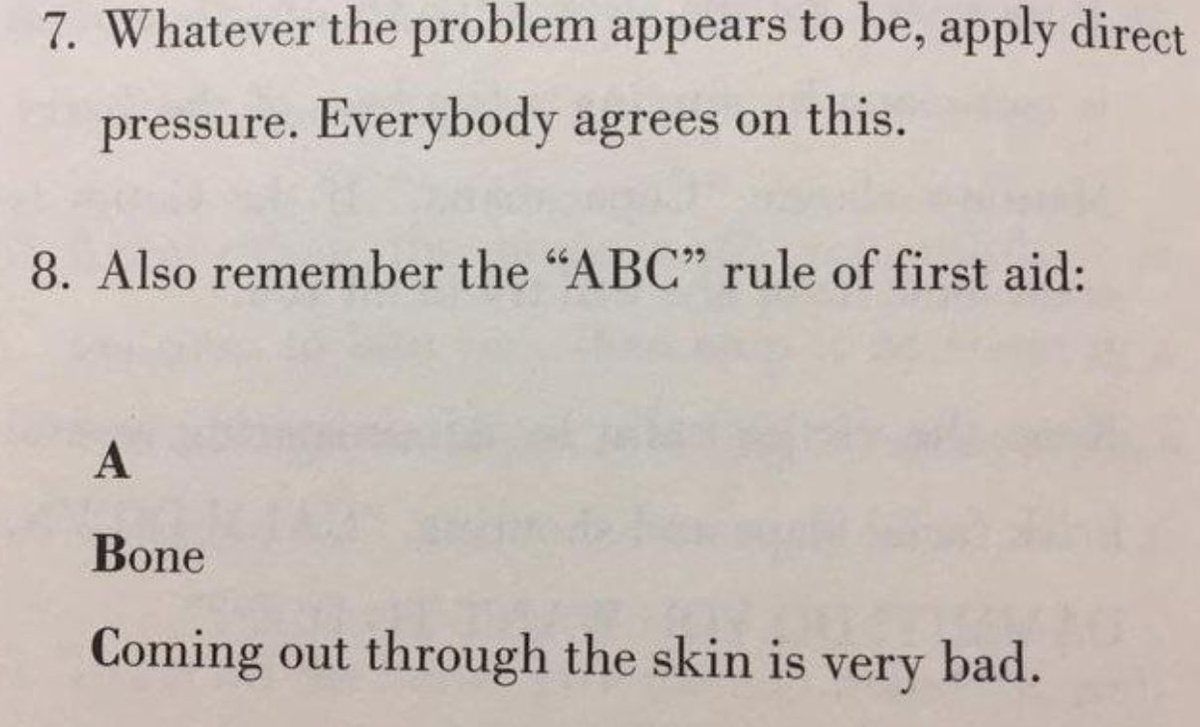 7. Whatever the problem appears to be, apply direct
pressure. Everybody agrees on this.
8. Also remember the “ABC” rule of first aid:
A
Bone
Coming out through the skin is very bad.